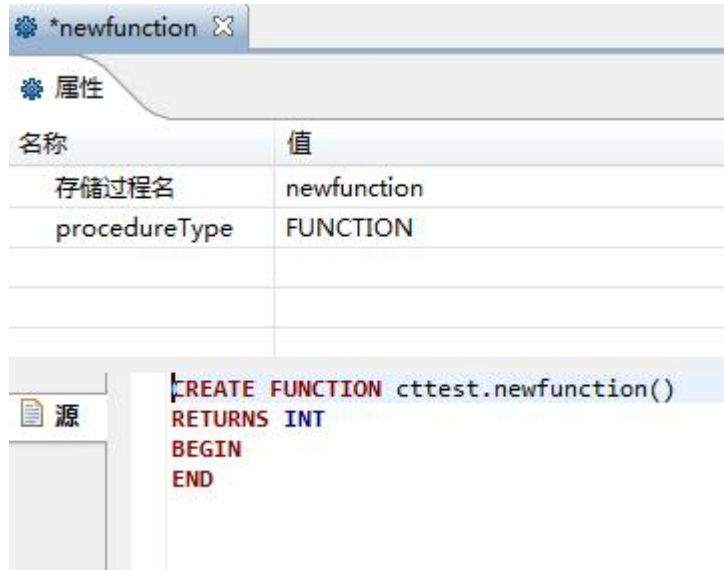 *newfunction
属性
名称 值
存储过程名 newfunction
procedureType FUNCTION
源
CREATE FUNCTION cttest.newfunction()
RETURNS INT
BEGIN
END